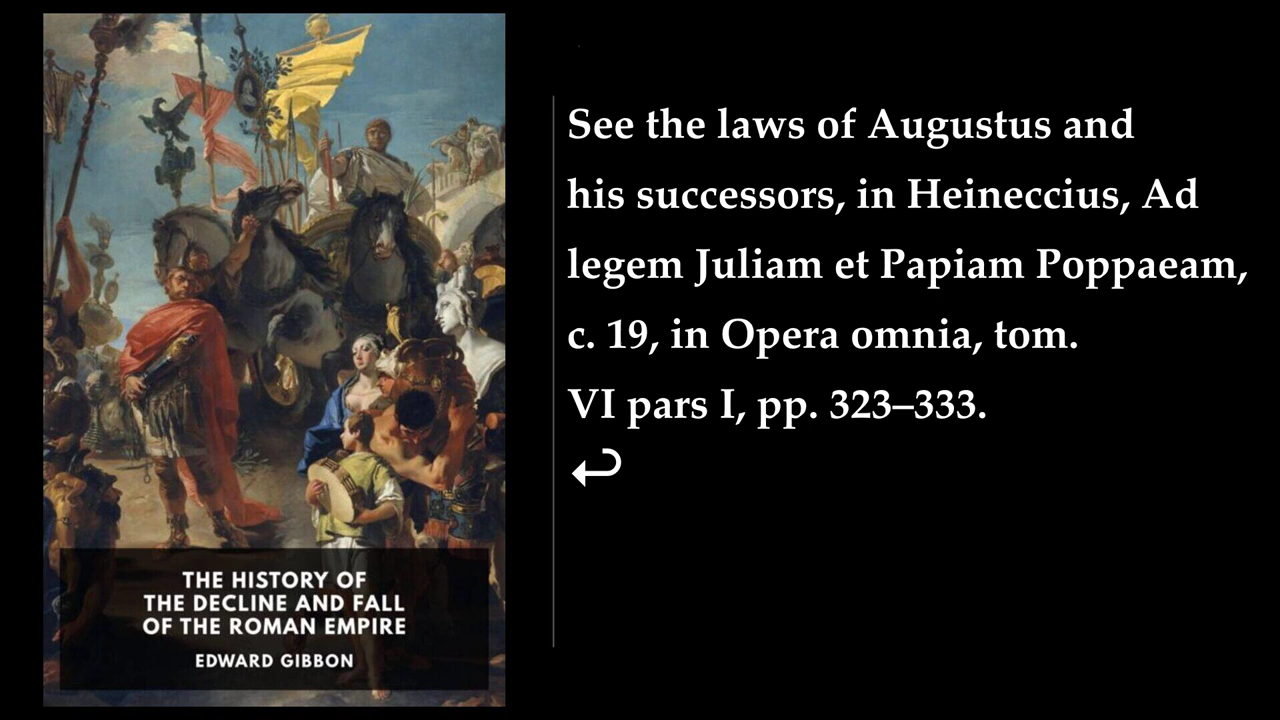 THE HISTORY OF
THE DECLINE AND FALL
OF THE ROMAN EMPIRE
EDWARD GIBBON
See the laws of Augustus and
his successors, in Heineccius, Ad
legem Juliam et Papiam Poppaeam,
c. 19, in Opera omnia, tom.
VI pars I, pp. 323–333.
↩